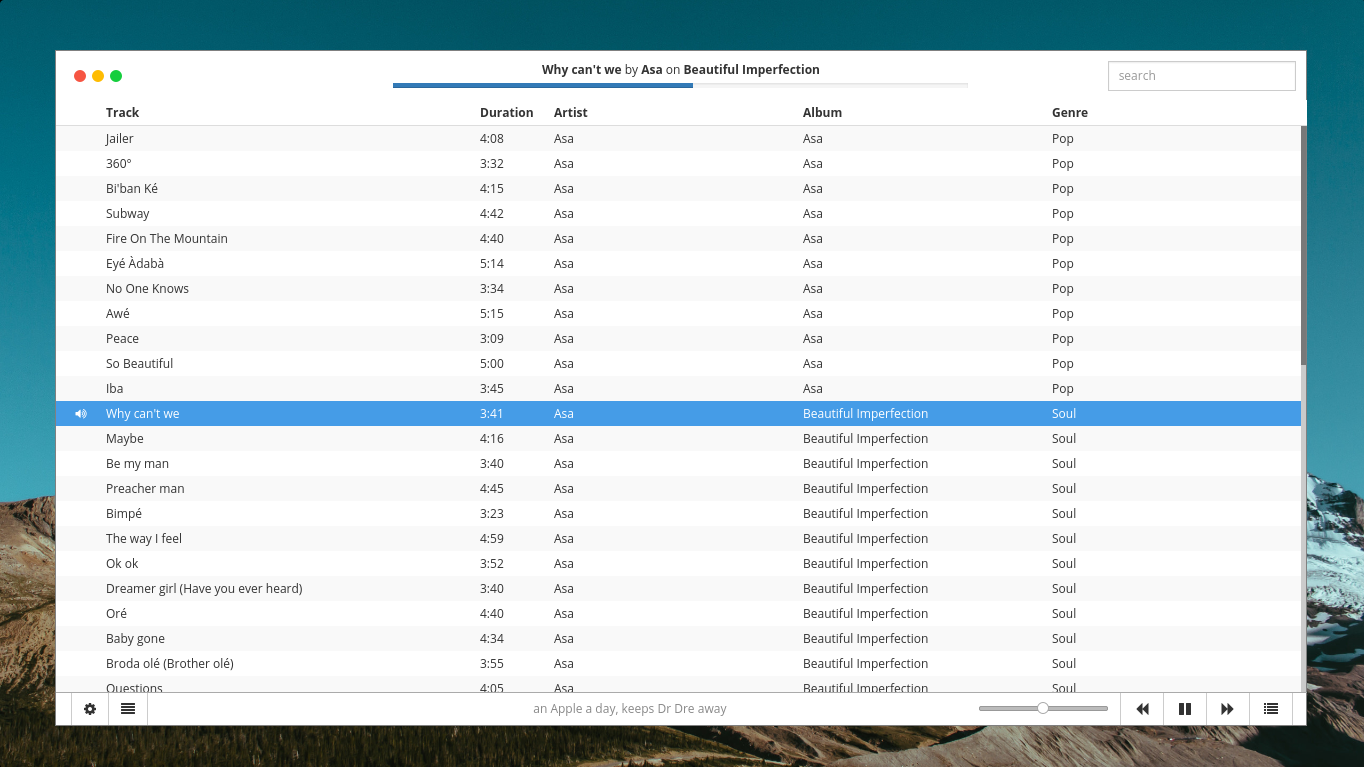 Why can't we by Asa on Beautiful Imperfection
search
Track Duration Artist Album Genre
Jailer 4:08 Asa Asa Pop
360° 3:32 Asa Asa Pop
Bi'ban Ké 4:15 Asa Asa Pop
Subway 4:42 Asa Asa Pop
Fire On The Mountain 4:40 Asa Asa Pop
Eyé Àdabà 5:14 Asa Asa Pop
No One Knows 3:34 Asa Asa Pop
Awé 5:15 Asa Asa Pop
Peace 3:09 Asa Asa Pop
So Beautiful 5:00 Asa Asa Pop
Iba 3:45 Asa Asa Pop
Why can't we 3:41 Asa Beautiful Imperfection Soul
Maybe 4:16 Asa Beautiful Imperfection Soul
Be my man 3:40 Asa Beautiful Imperfection Soul
Preacher man 4:45 Asa Beautiful Imperfection Soul
Bimpé 3:23 Asa Beautiful Imperfection Soul
The way I feel 4:59 Asa Beautiful Imperfection Soul
Ok ok 3:52 Asa Beautiful Imperfection Soul
Dreamer girl (Have you ever heard) 3:40 Asa Beautiful Imperfection Soul
Oré 4:40 Asa Beautiful Imperfection Soul
Baby gone 4:34 Asa Beautiful Imperfection Soul
Broda olé (Brother olé) 3:55 Asa Beautiful Imperfection Soul
Questions 4:05 Asa Beautiful Imperfection Soul
an Apple a day, keeps Dr Dre away